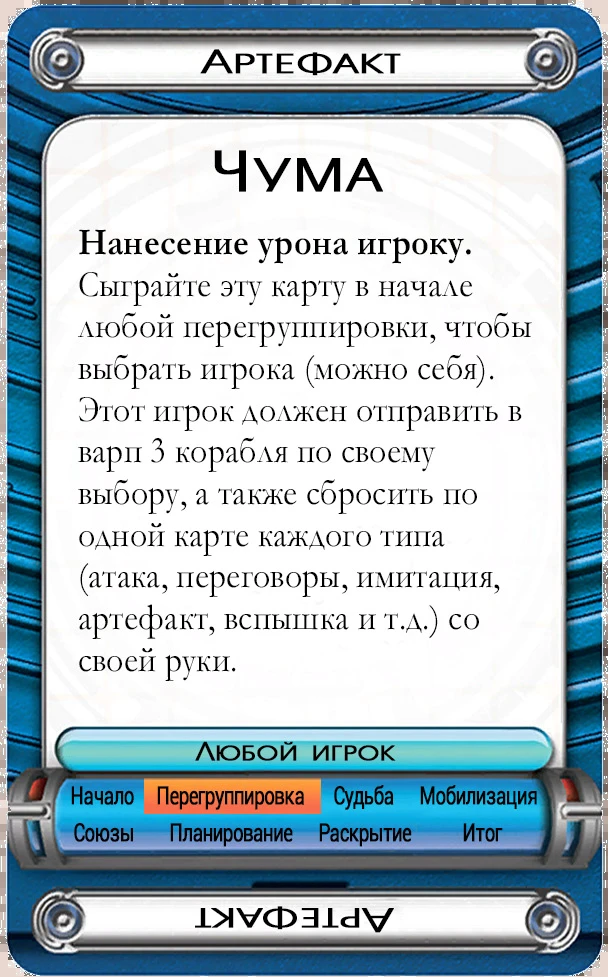 Артефакт
Чума
Нанесение урона игроку.
Сыграйте эту карту в начале
любой перегруппировки, чтобы
выбрать игрока (можно себя).
Этот игрок должен отправить в
варп 3 корабля по своему
выбору, а также сбросить по
одной карте каждого типа
(атака, переговоры, имитация,
артефакт, вспышка и т.д.) со
своей руки.
Любой игрок
Начало Перегруппировка Судьба Мобилизация
Союзы Планирование Раскрытие Итог
Артефакт